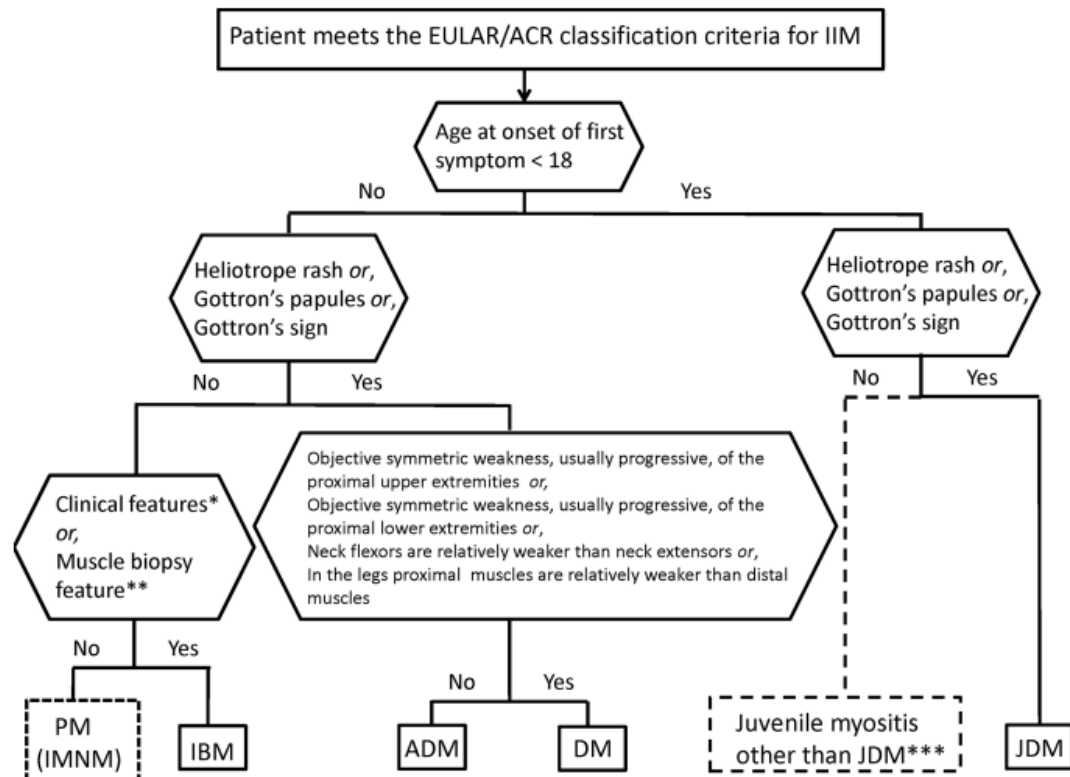 Patient meets the EULAR/ACR classification criteria for IIM
Age at onset of first
symptom < 18
No
Yes
Heliotrope rash or,
Gottron's papules or,
Gottron's sign
Heliotrope rash or,
Gottron's papules or,
Gottron's sign
No
Yes
No
Yes
Clinical features*
or,
Muscle biopsy
feature**
Objective symmetric weakness, usually progressive, of the
proximal upper extremities or,
Objective symmetric weakness, usually progressive, of the
proximal lower extremities or,
Neck flexors are relatively weaker than neck extensors or,
In the legs proximal muscles are relatively weaker than distal
muscles
No
Yes
No
Yes
PM
(IMNM)
IBM
ADM
DM
Juvenile myositis
other than JDM***
JDM